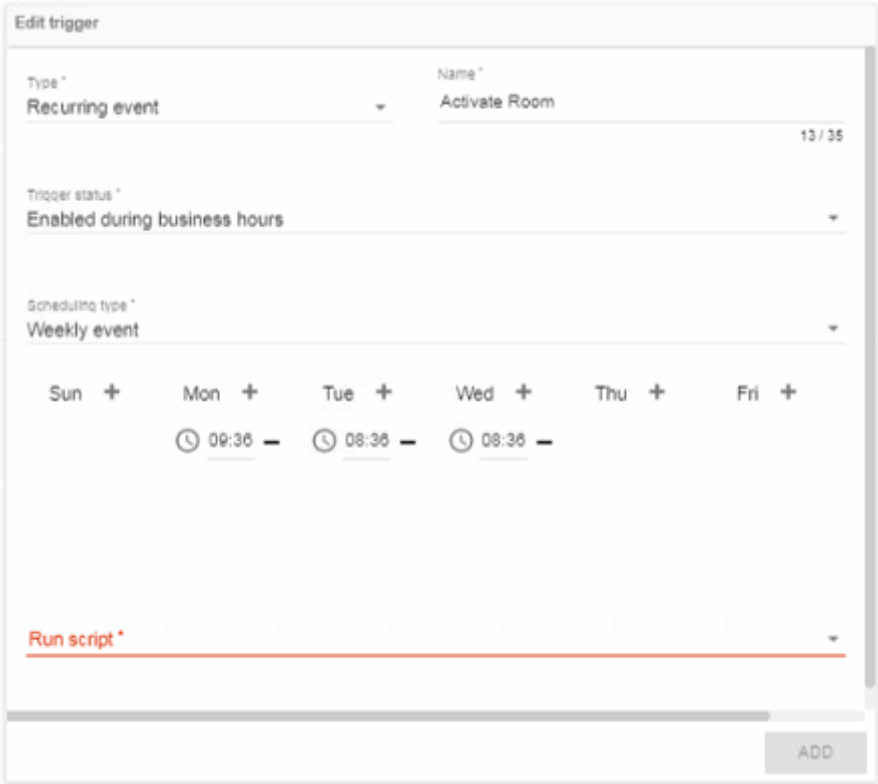 Edit trigger
Type *
Name *
Recurring event
Activate Room
13 / 35
Trigger status *
Enabled during business hours
Scheduling type *
Weekly event
Sun + Mon + Tue + Wed + Thu + Fri +
09:36 – 08:36 – 08:36 –
Run script *
ADD